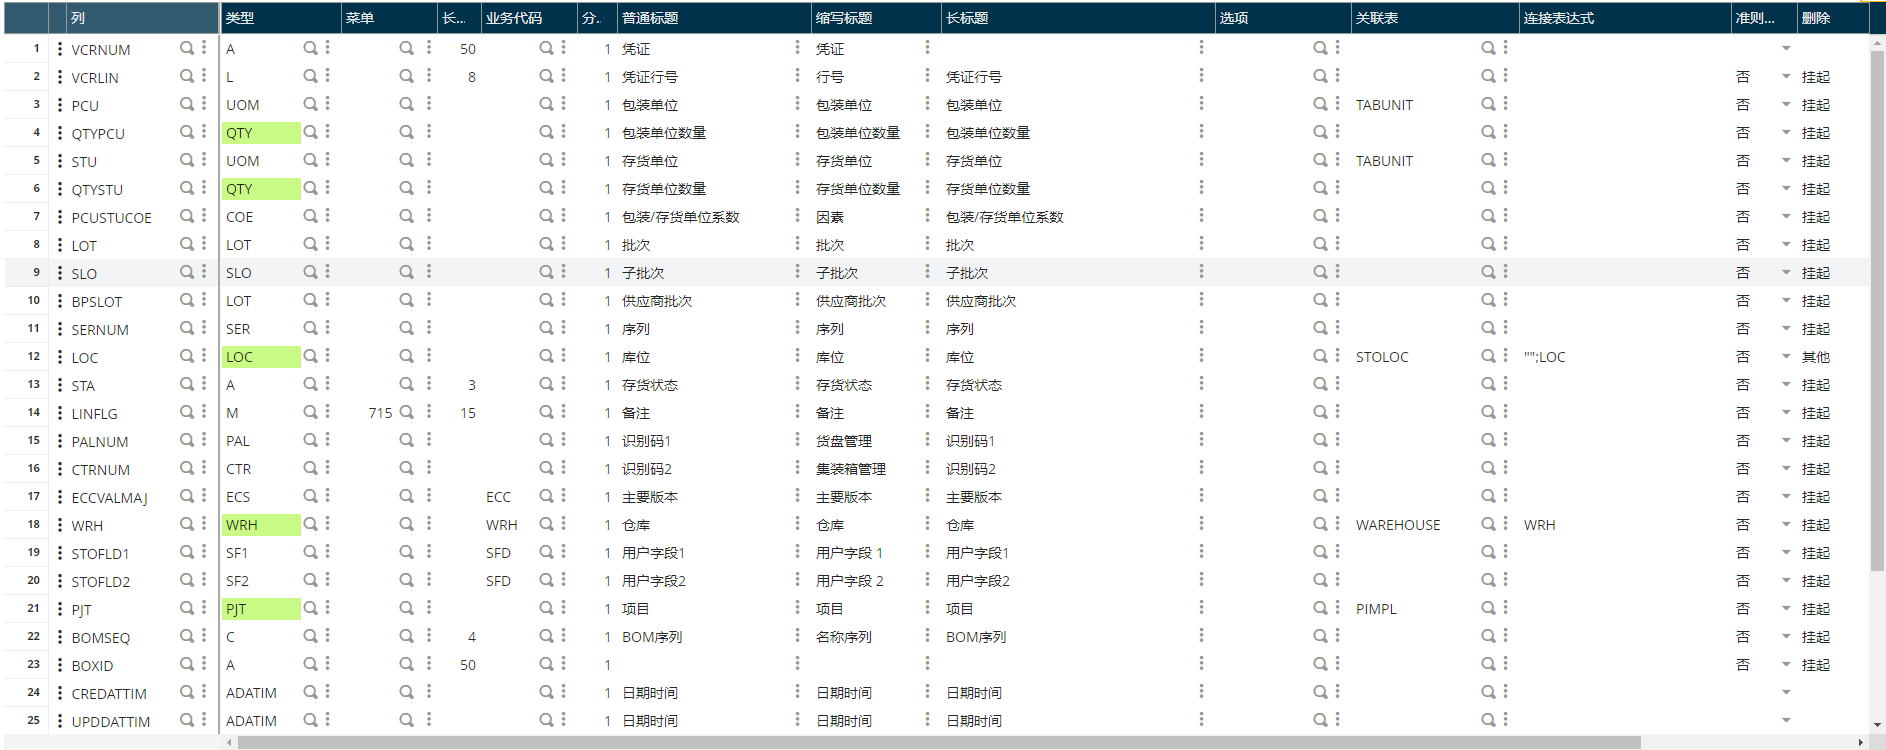 列 类型 菜单 长... 业务代码 分.. 普通标题 缩写标题 长标题 选项 关联表 连接表达式 准则... 删除
1 VCRNUM A 50 1 凭证 凭证
2 VCRLIN L 8 1 凭证行号 行号 凭证行号 否 挂起
3 PCU UOM 1 包装单位 包装单位 包装单位 TABUNIT 否 挂起
4 QTYPCU QTY 1 包装单位数量 包装单位数量 包装单位数量 否 挂起
5 STU UOM 1 存货单位 存货单位 存货单位 TABUNIT 否 挂起
6 QTYSTU QTY 1 存货单位数量 存货单位数量 存货单位数量 否 挂起
7 PCUSTUCOE COE 1 包装/存货单位系数 因素 包装/存货单位系数 否 挂起
8 LOT LOT 1 批次 批次 批次 否 挂起
9 SLO SLO 1 子批次 子批次 子批次 否 挂起
10 BPSLOT LOT 1 供应商批次 供应商批次 供应商批次 否 挂起
11 SERNUM SER 1 序列 序列 序列 否 挂起
12 LOC LOC 1 库位 库位 库位 STOLOC "";LOC 否 其他
13 STA A 3 1 存货状态 存货状态 存货状态 否 挂起
14 LINFLG M 715 15 1 备注 备注 备注 否 挂起
15 PALNUM PAL 1 识别码1 货盘管理 识别码1 否 挂起
16 CTRNUM CTR 1 识别码2 集装箱管理 识别码2 否 挂起
17 ECCVALMAJ ECS ECC 1 主要版本 主要版本 主要版本 否 挂起
18 WRH WRH WRH 1 仓库 仓库 仓库 WAREHOUSE WRH 否 挂起
19 STOFLD1 SF1 SFD 1 用户字段1 用户字段 1 用户字段1 否 挂起
20 STOFLD2 SF2 SFD 1 用户字段2 用户字段 2 用户字段2 否 挂起
21 PJT PJT 1 项目 项目 项目 PIMPL 否 挂起
22 BOMSEQ C 4 1 BOM序列 名称序列 BOM序列 否 挂起
23 BOXID A 50 1 否 挂起
24 CREDATTIM ADATIM 1 日期时间 日期时间 日期时间
25 UPDDATTIM ADATIM 1 日期时间 日期时间 日期时间